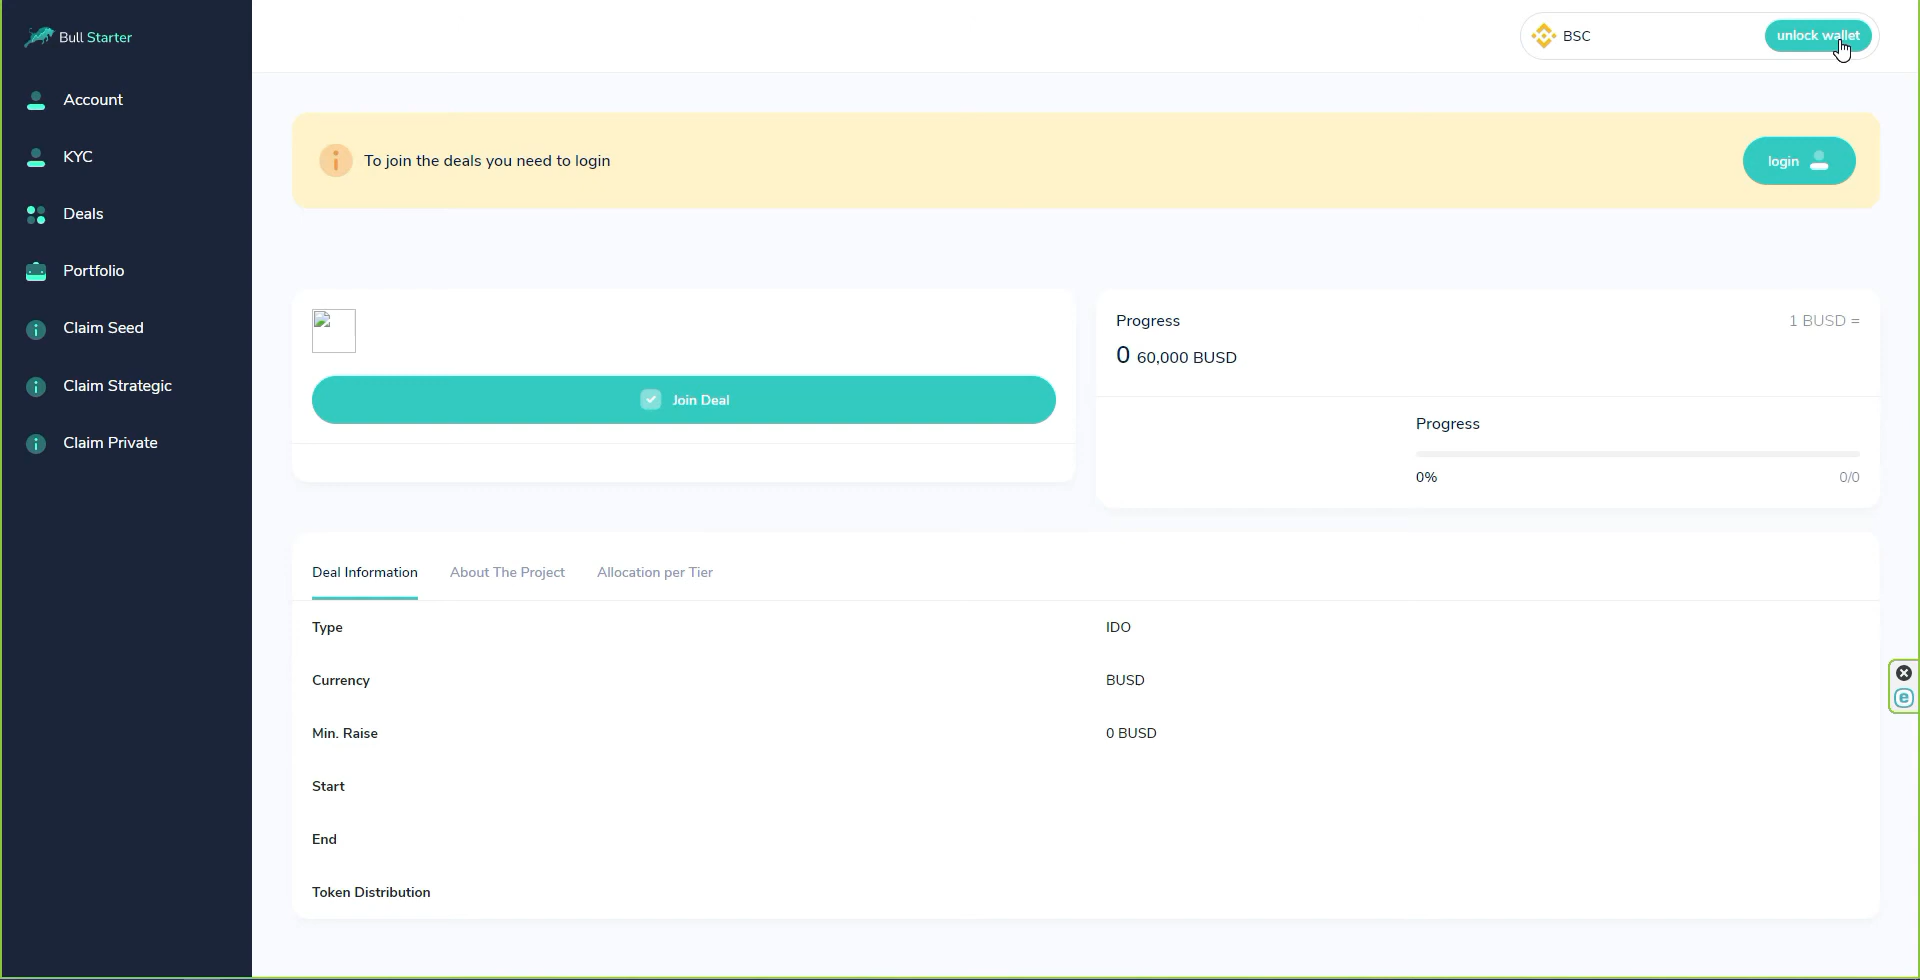 Bull Starter
BSC
unlock wallet
Account
KYC
Deals
Portfolio
Claim Seed
Claim Strategic
Claim Private
To join the deals you need to login
login
Join Deal
Progress
1 BUSD =
0 60,000 BUSD
Progress
0%
0/0
Deal Information
About The Project
Allocation per Tier
Type
IDO
Currency
BUSD
Min. Raise
0 BUSD
Start
End
Token Distribution